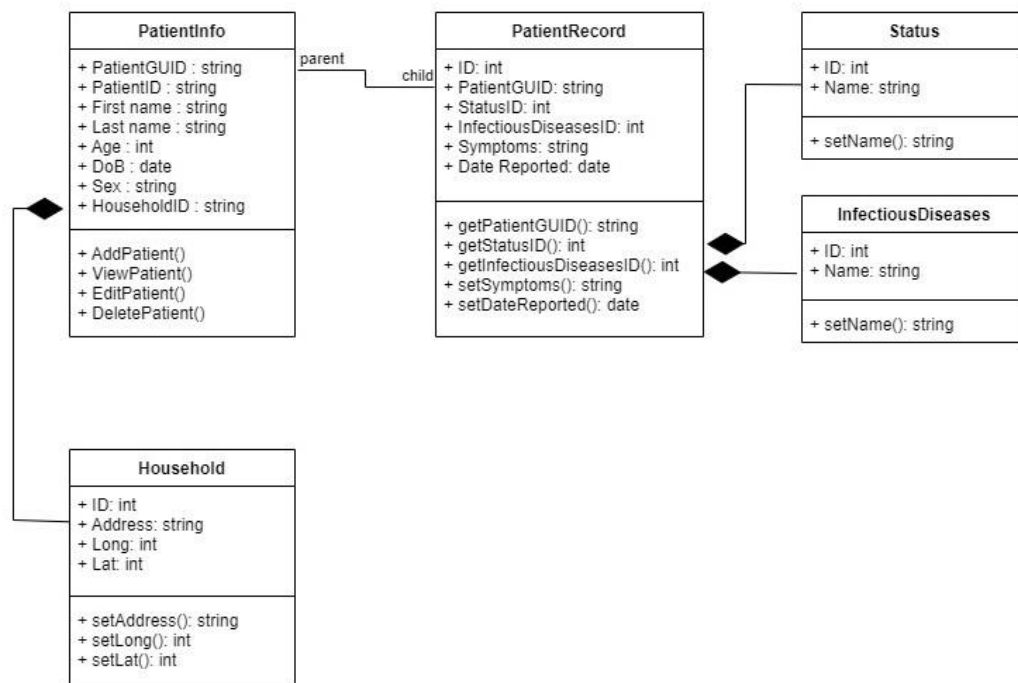 PatientInfo
+ PatientGUID : string
+ PatientID : string
+ First name : string
+ Last name : string
+ Age : int
+ DoB : date
+ Sex : string
+ HouseholdID : string
+ AddPatient()
+ ViewPatient()
+ EditPatient()
+ DeletePatient()
parent
child
PatientRecord
+ ID: int
+ PatientGUID: string
+ StatusID: int
+ InfectiousDiseasesID: int
+ Symptoms: string
+ Date Reported: date
+ getPatientGUID(): string
+ getStatusID(): int
+ getInfectiousDiseasesID(): int
+ setSymptoms(): string
+ setDateReported(): date
Status
+ ID: int
+ Name: string
+ setName(): string
InfectiousDiseases
+ ID: int
+ Name: string
+ setName(): string
Household
+ ID: int
+ Address: string
+ Long: int
+ Lat: int
+ setAddress(): string
+ setLong(): int
+ setLat(): int